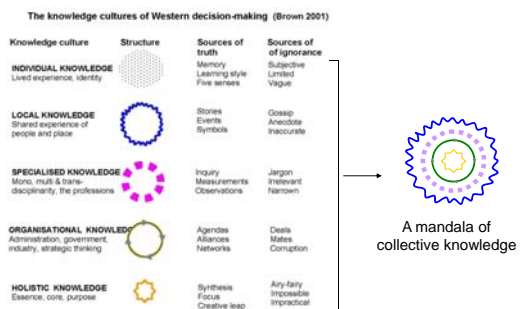 The knowledge cultures of Western decision-making (Brown 2001)
Knowledge culture Structure Sources of truth Sources of of ignorance
INDIVIDUAL KNOWLEDGE
Lived experience, identity
Memory
Learning style
Five senses
Subjective
Limited
Vague
LOCAL KNOWLEDGE
Shared experience of
people and place
Stories
Events
Symbols
Gossip
Anecdote
Inaccurate
SPECIALISED KNOWLEDGE
Mono, multi & trans-
disciplinarity, the professions
Inquiry
Measurements
Observations
Jargon
Irrelevant
Narrow
ORGANISATIONAL KNOWLEDG
Administration, government,
industry, strategic thinking
Agendas
Alliances
Networks
Deals
Mates
Corruption
HOLISTIC KNOWLEDGE
Essence, core, purpose
Synthesis
Focus
Creative leap
Airy-fairy
Impossible
Impractical
A mandala of
collective knowledge